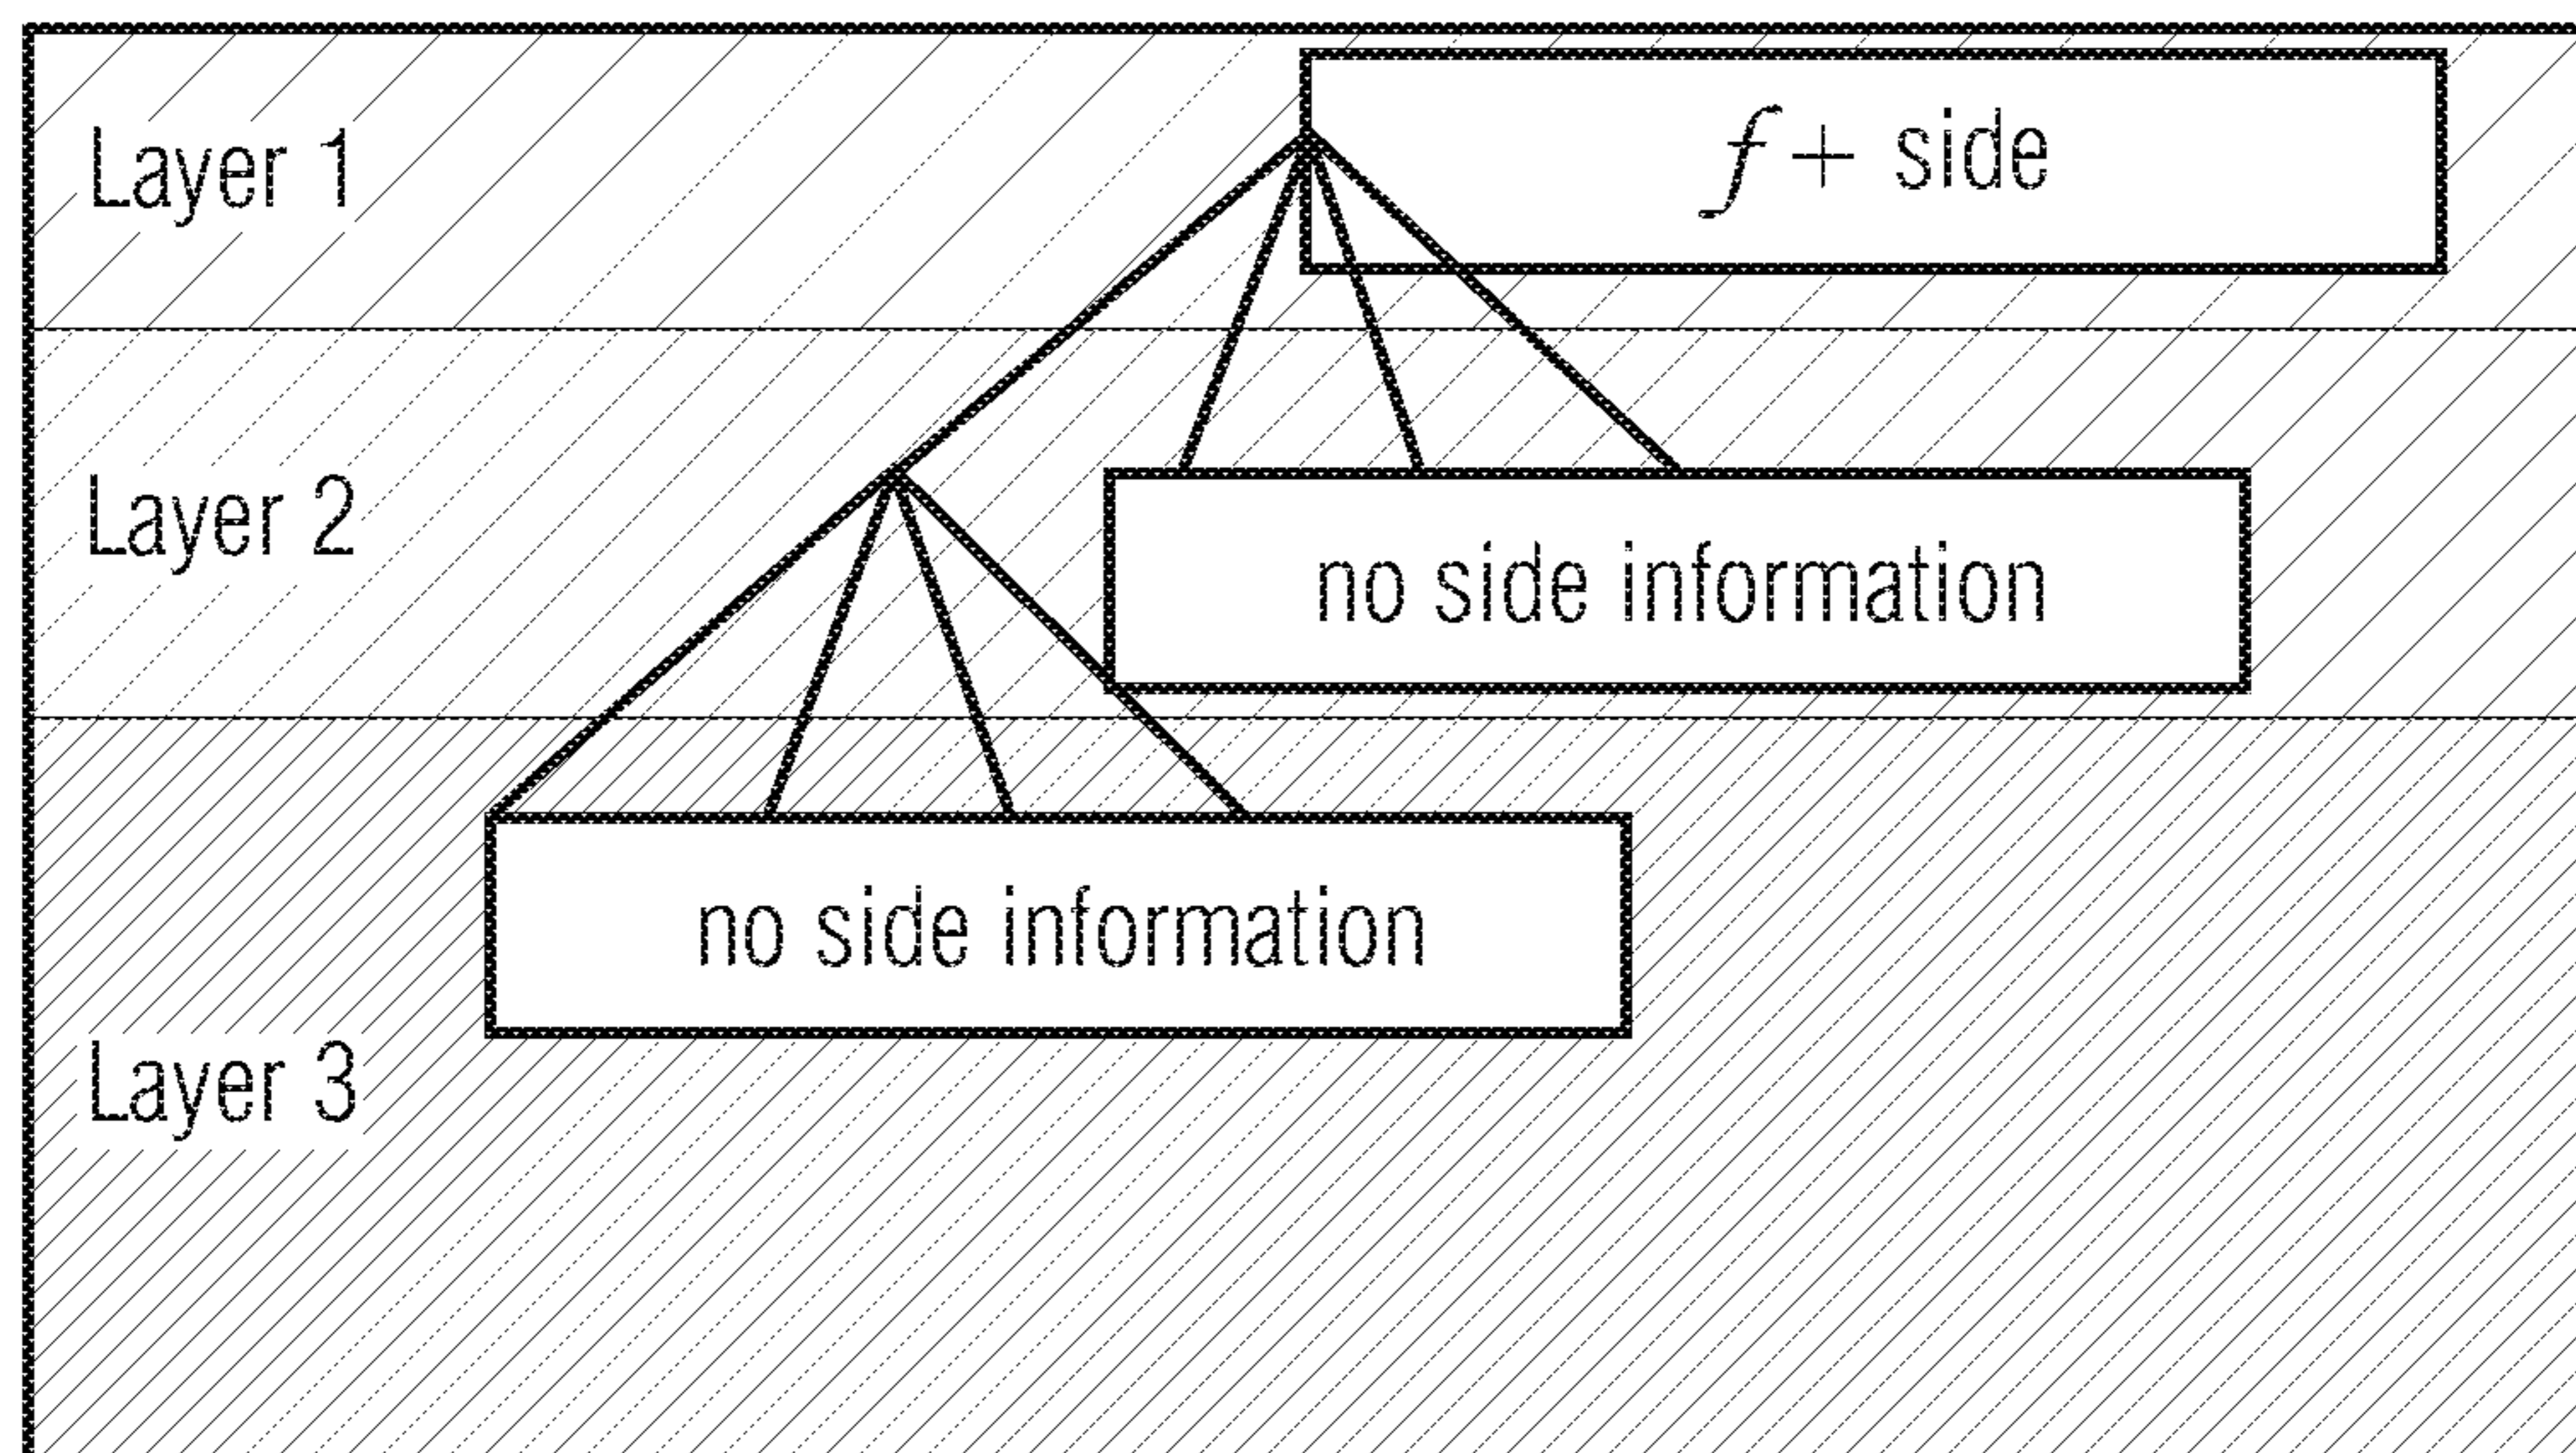 Layer 1
f + side
Layer 2
no side information
no side information
Layer 3